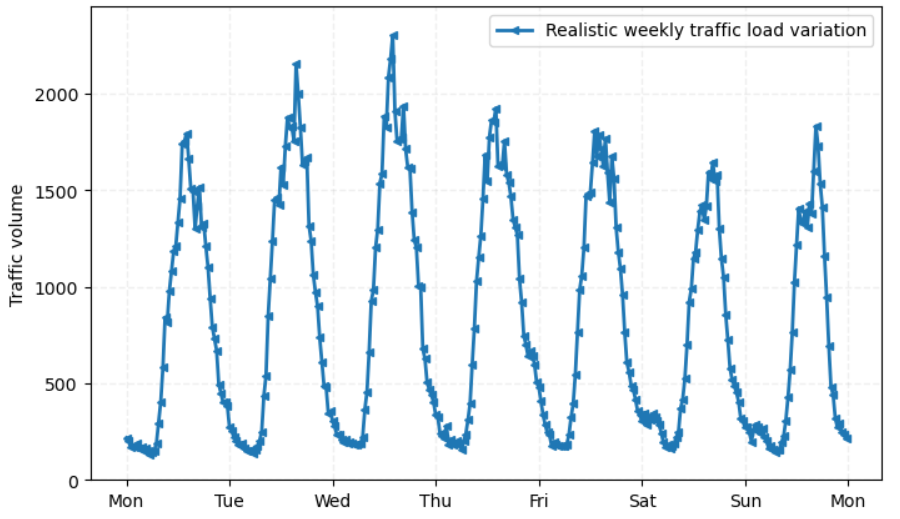 Realistic weekly traffic load variation
2000
1500
1000
500
0
Traffic volume
Mon Tue Wed Thu Fri Sat Sun Mon